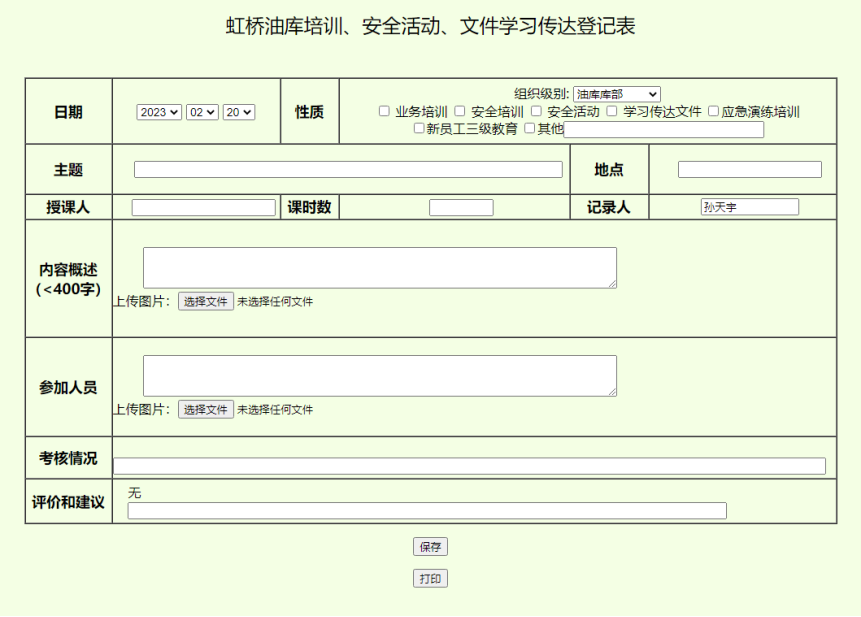 虹桥油库培训、安全活动、文件学习传达登记表
日期 2023 02 20 性质 组织级别: 油库库部
业务培训 安全培训 安全活动 学习传达文件 应急演练培训
新员工三级教育 其他
主题 地点
授课人 课时数 记录人 孙天宇
内容概述
(<400字)
上传图片: 选择文件 未选择任何文件
参加人员
上传图片: 选择文件 未选择任何文件
考核情况
评价和建议 无
保存
打印